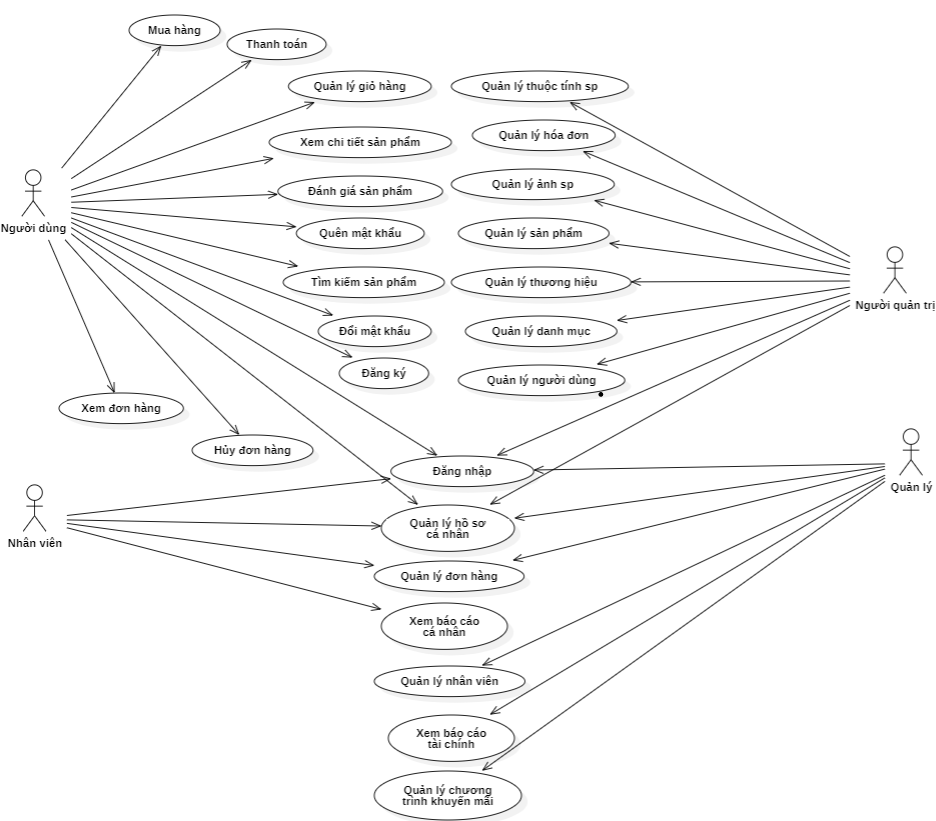 Mua hàng
Thanh toán
Quản lý giỏ hàng
Quản lý thuộc tính sp
Xem chi tiết sản phẩm
Quản lý hóa đơn
Đánh giá sản phẩm
Quản lý ảnh sp
Người dùng
Quên mật khẩu
Quản lý sản phẩm
Tìm kiếm sản phẩm
Quản lý thương hiệu
Người quản trị
Đổi mật khẩu
Quản lý danh mục
Đăng ký
Quản lý người dùng
Xem đơn hàng
Hủy đơn hàng
Đăng nhập
Quản lý
Nhân viên
Quản lý hồ sơ
cá nhân
Quản lý đơn hàng
Xem báo cáo
cá nhân
Quản lý nhân viên
Xem báo cáo
tài chính
Quản lý chương
trình khuyến mãi